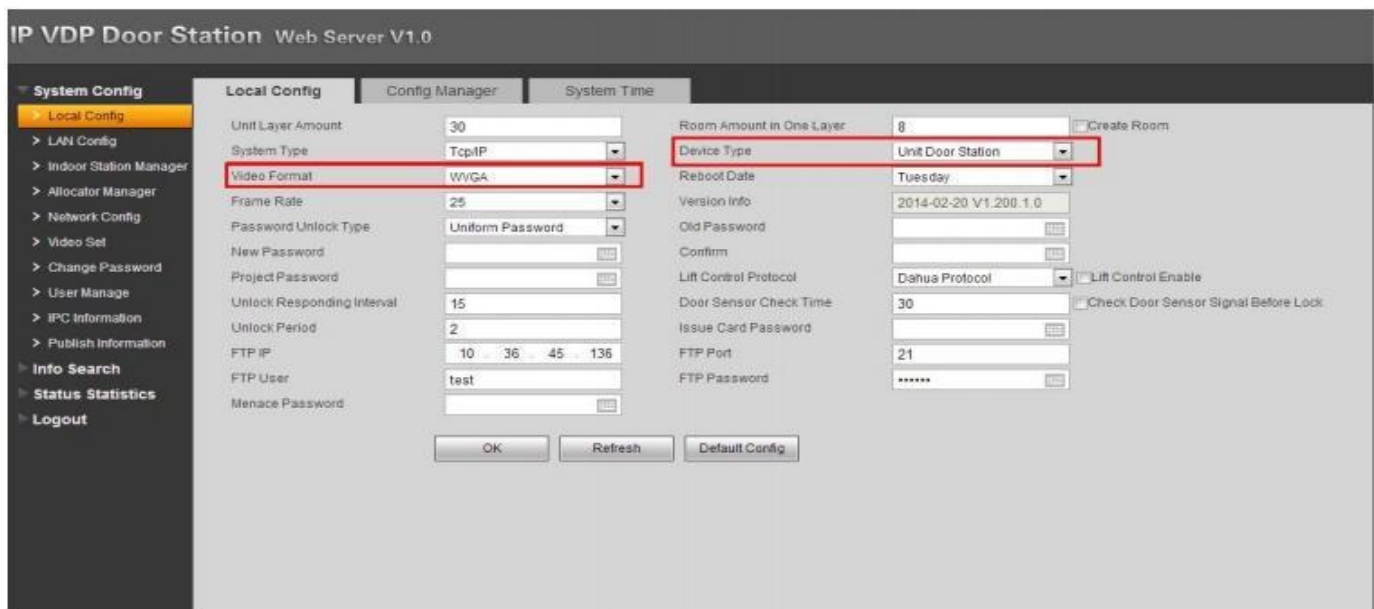 IP VDP Door Station Web Server V1.0
System Config
> Local Config
> LAN Config
> Indoor Station Manager
> Allocator Manager
> Network Config
> Video Set
> Change Password
> User Manage
> IPC Information
> Publish Information
Info Search
Status Statistics
Logout
Local Config Config Manager System Time
Unit Layer Amount 30 Room Amount in One Layer 8 Create Room
System Type Tcp/IP Device Type Unit Door Station
Video Format WVGA Reboot Date Tuesday
Frame Rate 25 Version Info 2014-02-20 V1.200.1.0
Password Unlock Type Uniform Password Old Password
New Password Confirm
Project Password Lift Control Protocol Dahua Protocol Lift Control Enable
Unlock Responding Interval 15 Door Sensor Check Time 30 Check Door Sensor Signal Before Lock
Unlock Period 2 Issue Card Password
FTP IP 10 . 36 . 45 . 136 FTP Port 21
FTP User test FTP Password ••••••
Menace Password
OK Refresh Default Config